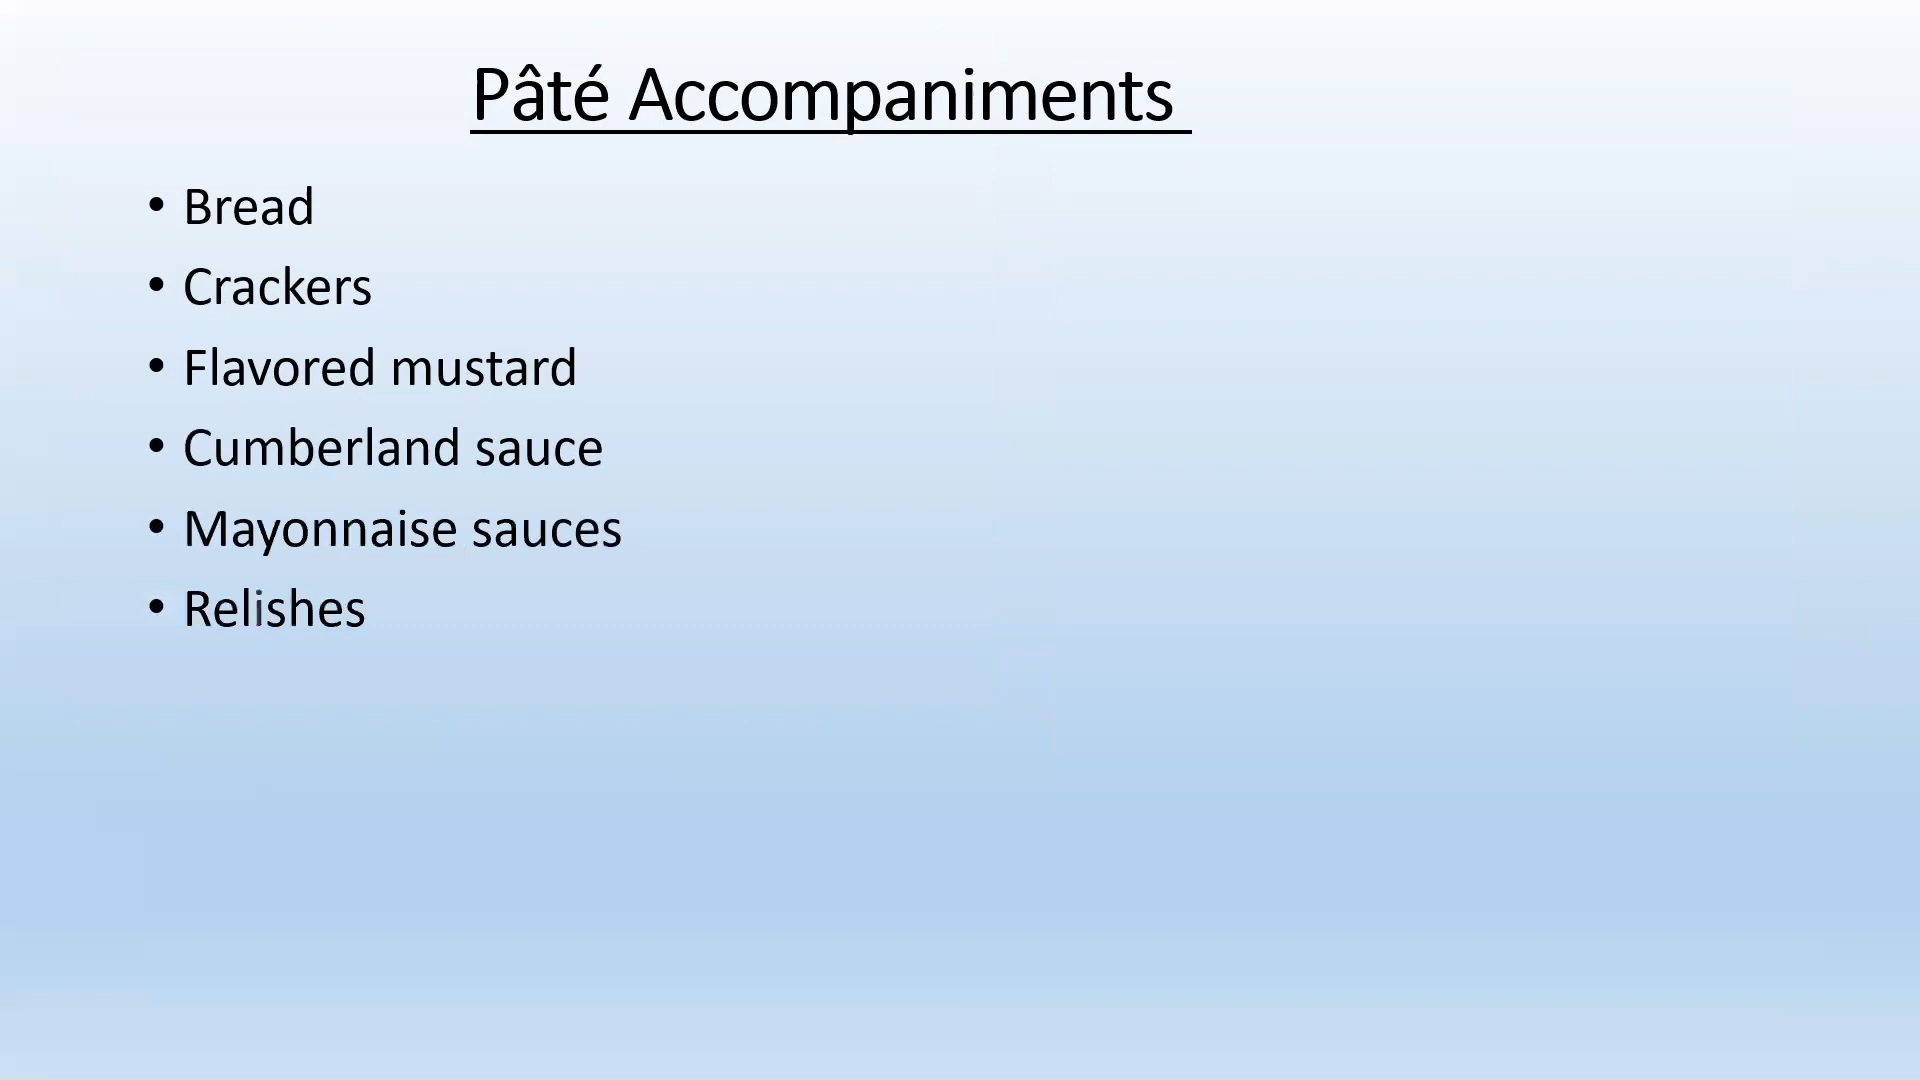 Pâté Accompaniments
• Bread
• Crackers
• Flavored mustard
• Cumberland sauce
• Mayonnaise sauces
• Relishes